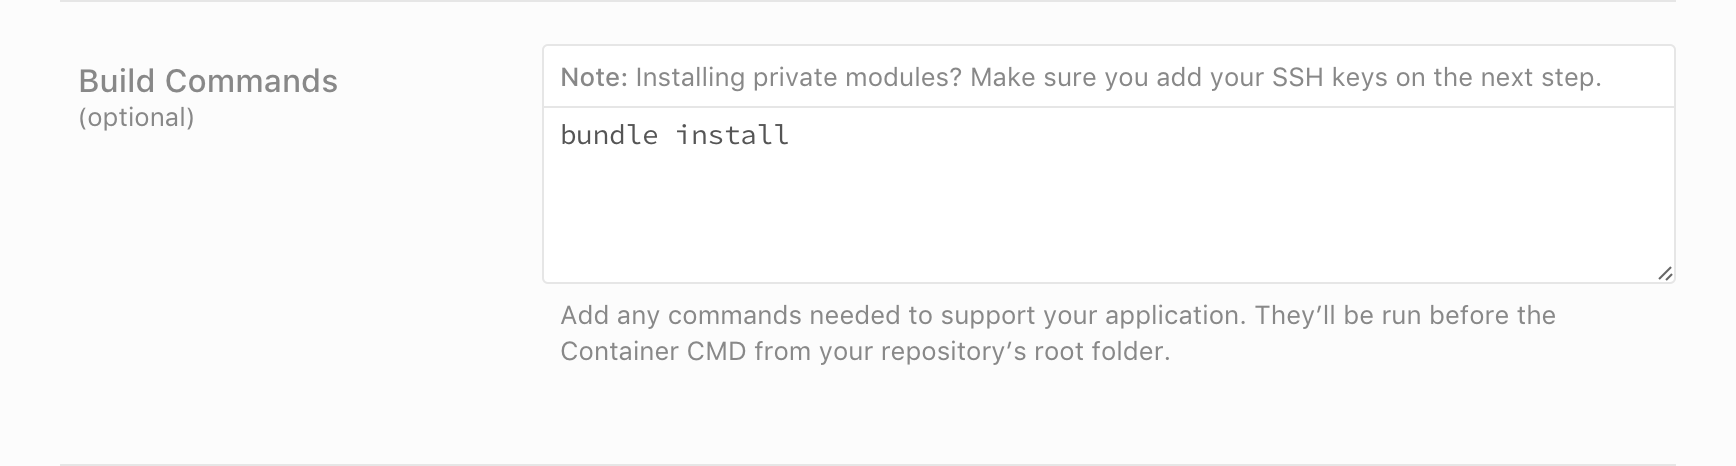 Build Commands
(optional)
Note: Installing private modules? Make sure you add your SSH keys on the next step.
bundle install
Add any commands needed to support your application. They’ll be run before the
Container CMD from your repository’s root folder.